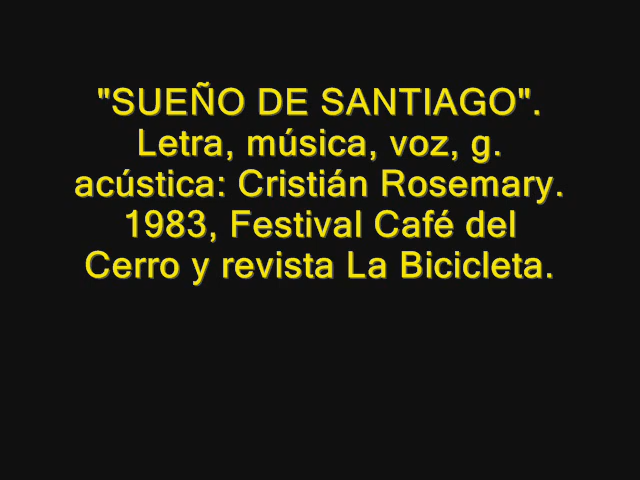 "SUEÑO DE SANTIAGO".
Letra, música, voz, g.
acústica: Cristián Rosemary.
1983, Festival Café del
Cerro y revista La Bicicleta.